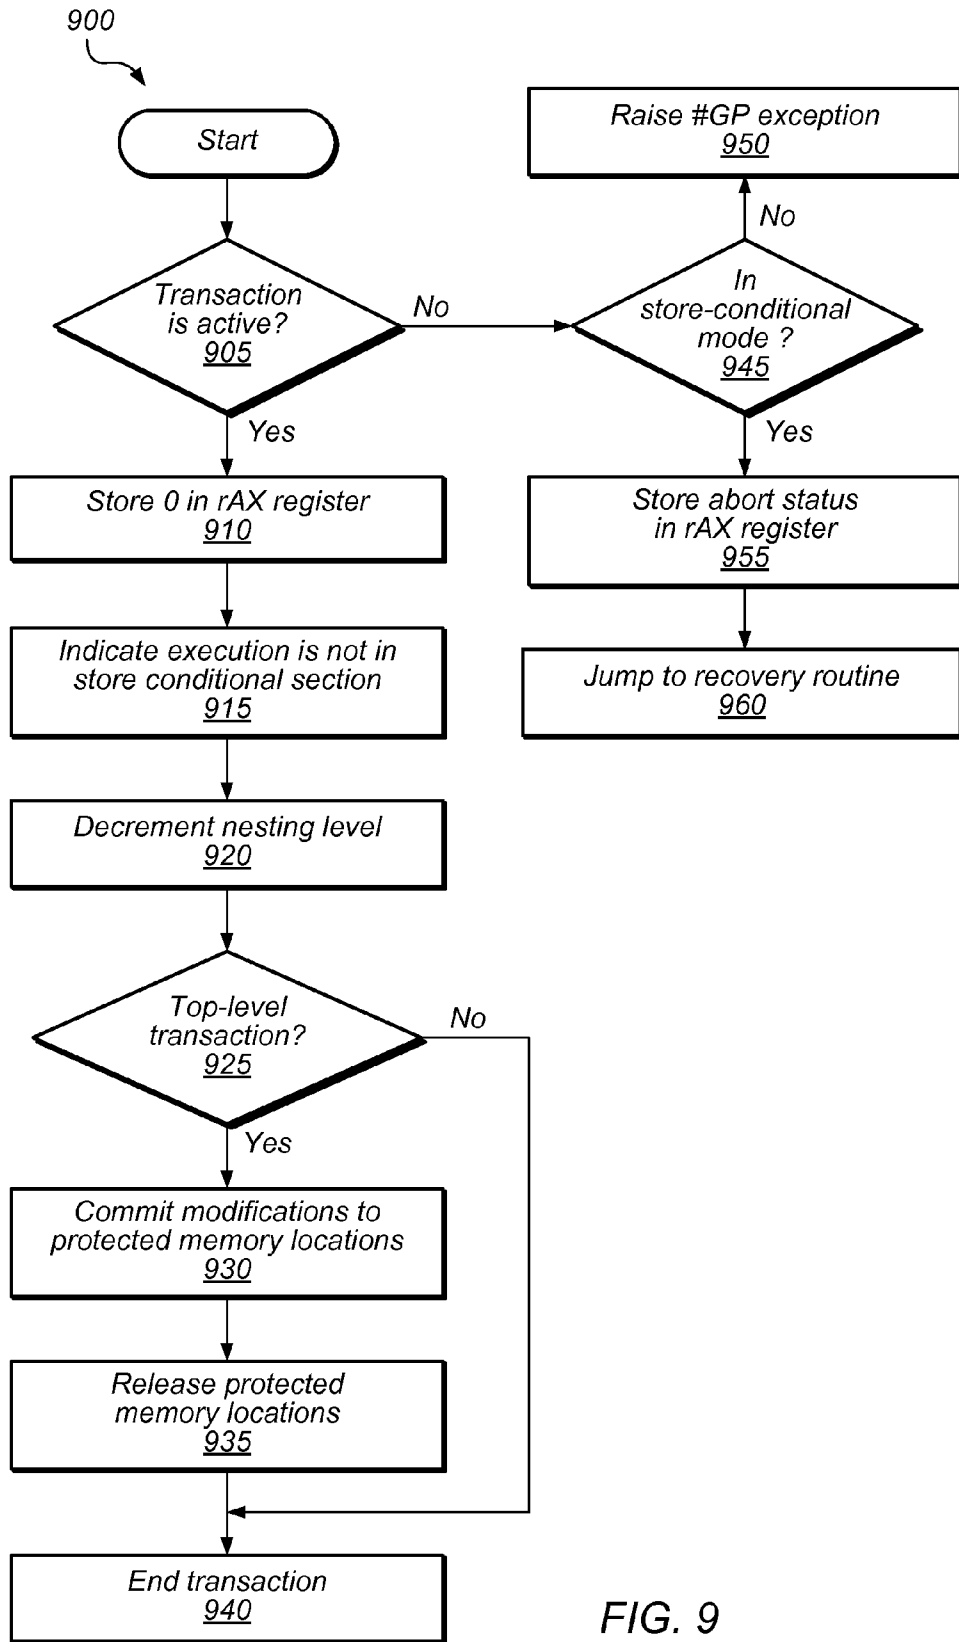 900
Start
Transaction
is active?
905
No
Yes
Store 0 in rAX register
910
Indicate execution is not in
store conditional section
915
Decrement nesting level
920
Top-level
transaction?
925
No
Yes
Commit modifications to
protected memory locations
930
Release protected
memory locations
935
End transaction
940
Raise #GP exception
950
No
In
store-conditional
mode ?
945
Yes
Store abort status
in rAX register
955
Jump to recovery routine
960
FIG. 9